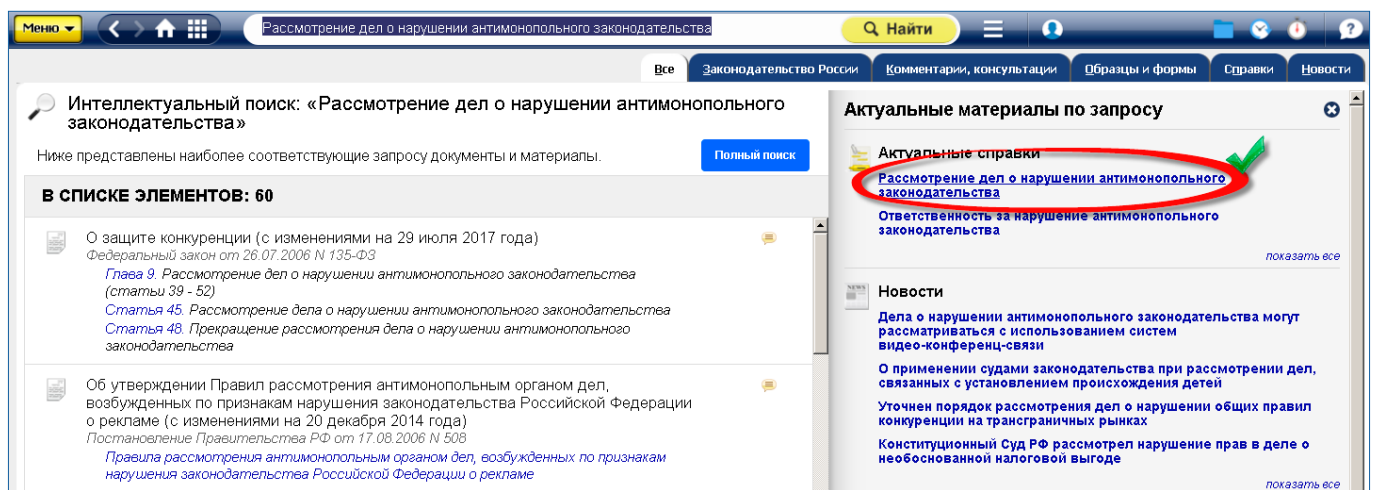 Меню
Рассмотрение дел о нарушении антимонопольного законодательства
Найти
?
Все
Законодательство России
Комментарии, консультации
Образцы и формы
Справки
Новости
Интеллектуальный поиск: «Рассмотрение дел о нарушении антимонопольного
законодательства»
Ниже представлены наиболее соответствующие запросу документы и материалы.
Полный поиск
В СПИСКЕ ЭЛЕМЕНТОВ: 60
О защите конкуренции (с изменениями на 29 июля 2017 года)
Федеральный закон от 26.07.2006 N 135-ФЗ
Глава 9. Рассмотрение дел о нарушении антимонопольного законодательства
(статьи 39 - 52)
Статья 45. Рассмотрение дела о нарушении антимонопольного законодательства
Статья 48. Прекращение рассмотрения дела о нарушении антимонопольного
законодательства
Об утверждении Правил рассмотрения антимонопольным органом дел,
возбужденных по признакам нарушения законодательства Российской Федерации
о рекламе (с изменениями на 20 декабря 2014 года)
Постановление Правительства РФ от 17.08.2006 N 508
Правила рассмотрения антимонопольным органом дел, возбужденных по признакам
нарушения законодательства Российской Федерации о рекламе
Актуальные материалы по запросу
Актуальные справки
Рассмотрение дел о нарушении антимонопольного
законодательства
Ответственность за нарушение антимонопольного
законодательства
показать все
NEWS
Новости
Дела о нарушении антимонопольного законодательства могут
рассматриваться с использованием систем
видео-конференц-связи
О применении судами законодательства при рассмотрении дел,
связанных с установлением происхождения детей
Уточнен порядок рассмотрения дел о нарушении общих правил
конкуренции на трансграничных рынках
Конституционный Суд РФ рассмотрел нарушение прав в деле о
необоснованной налоговой выгоде
показать все